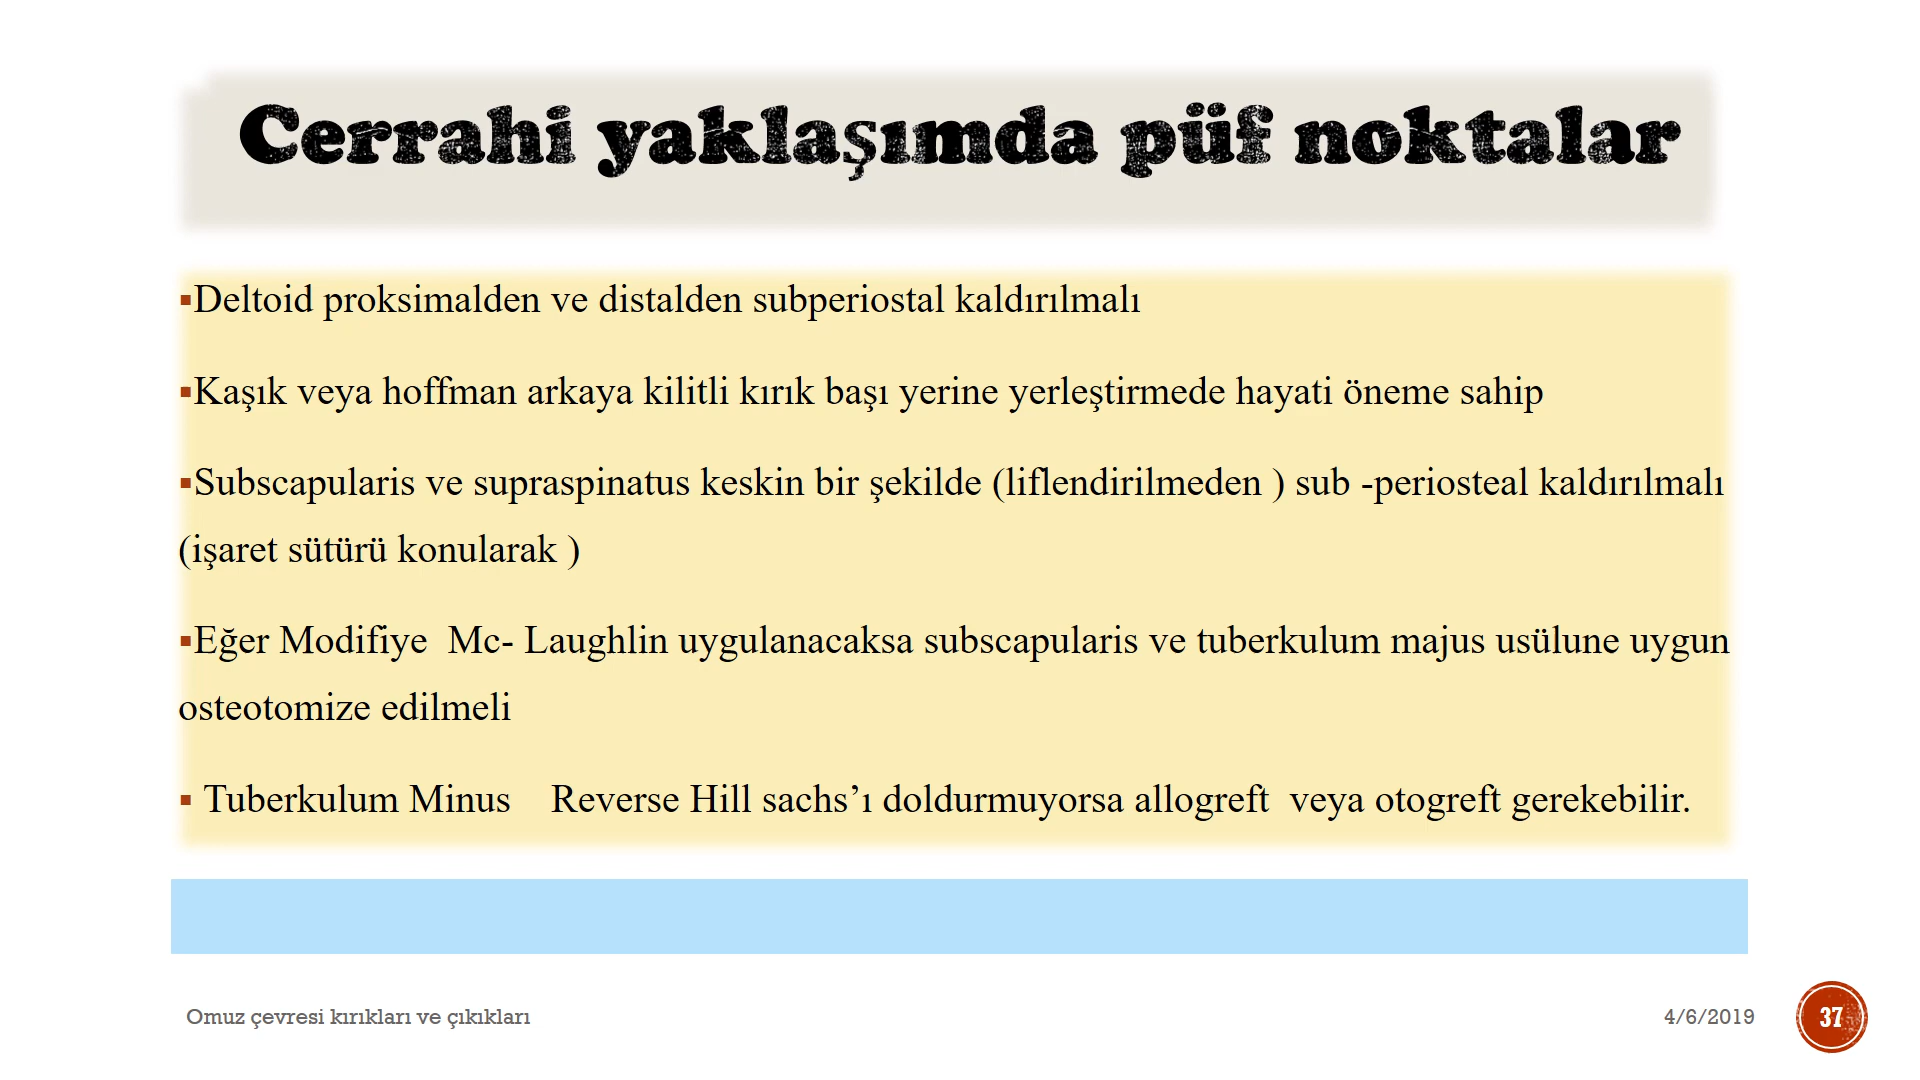 Cerrahi yaklaşımda püf noktalar
▪Deltoid proksimalden ve distalden subperiostal kaldırılmalı
▪Kaşık veya hoffman arkaya kilitli kırık başı yerine yerleştirmede hayati öneme sahip
▪Subscapularis ve supraspinatus keskin bir şekilde (liflendirilmeden ) sub -periosteal kaldırılmalı
(işaret sütürü konularak )
▪Eğer Modifiye  Mc- Laughlin uygulanacaksa subscapularis ve tuberkulum majus usülune uygun
osteotomize edilmeli
▪ Tuberkulum Minus    Reverse Hill sachs’ı doldurmuyorsa allogreft  veya otogreft gerekebilir.
Omuz çevresi kırıkları ve çıkıkları
4/6/2019
37